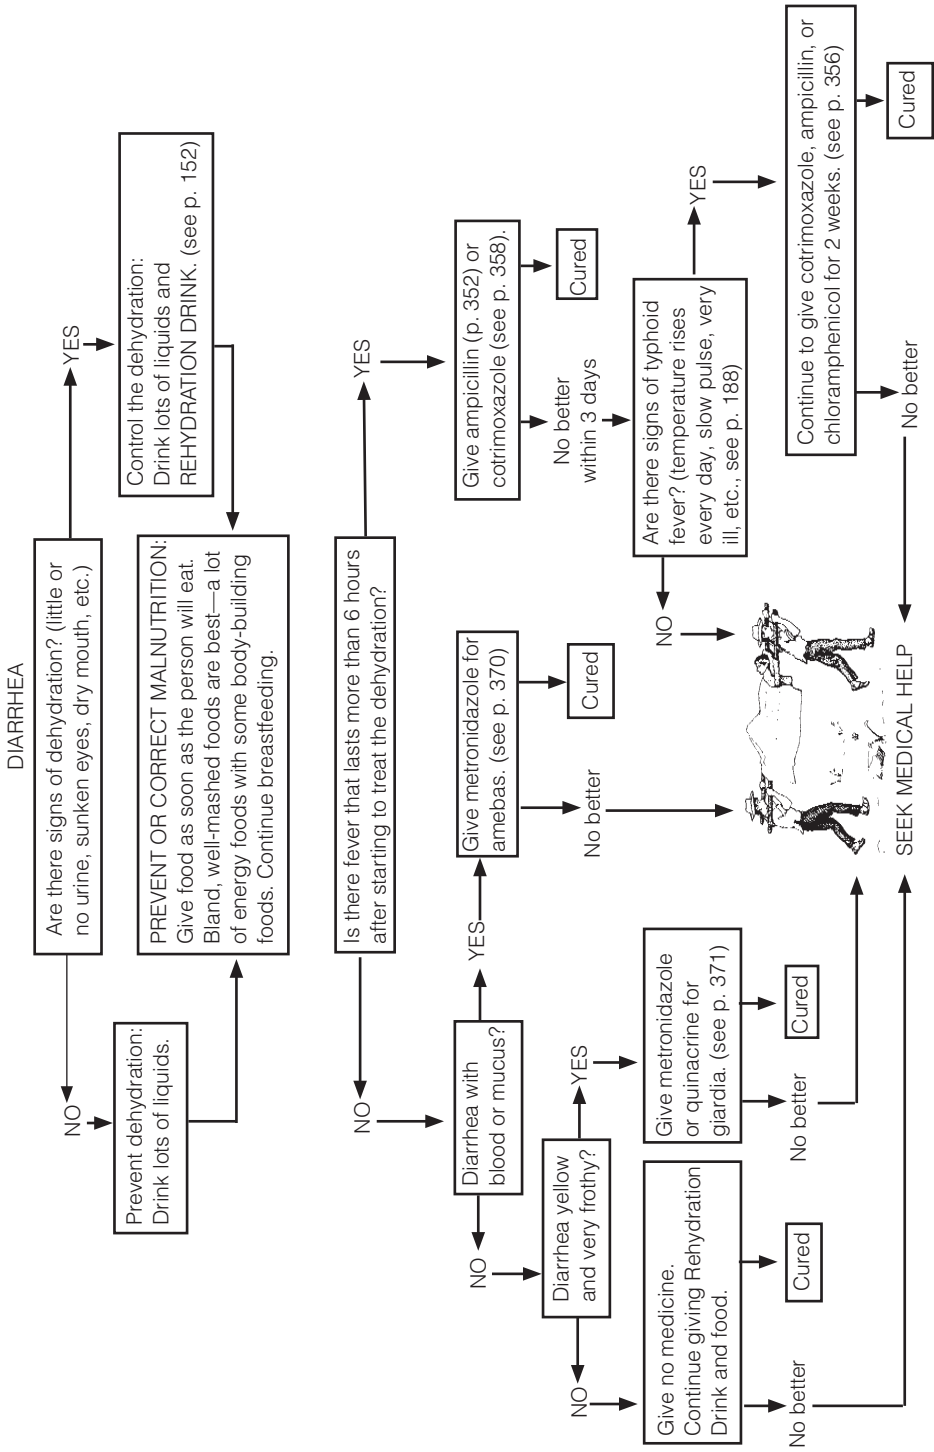 DIARRHEA
Are there signs of dehydration? (little or
no urine, sunken eyes, dry mouth, etc.)
NO
YES
Prevent dehydration:
Drink lots of liquids.
Control the dehydration:
Drink lots of liquids and
REHYDRATION DRINK. (see p. 152)
PREVENT OR CORRECT MALNUTRITION:
Give food as soon as the person will eat.
Bland, well-mashed foods are best—a lot
of energy foods with some body-building
foods. Continue breastfeeding.
Is there fever that lasts more than 6 hours
after starting to treat the dehydration?
NO
YES
Diarrhea with
blood or mucus?
YES
Give metronidazole for
amebas. (see p. 370)
Give ampicillin (p. 352) or
cotrimoxazole (see p. 358).
NO
Diarrhea yellow
and very frothy?
YES
No better
Cured
No better
within 3 days
Cured
NO
Give no medicine.
Continue giving Rehydration
Drink and food.
Give metronidazole
or quinacrine for
giardia. (see p. 371)
NO
Are there signs of typhoid
fever? (temperature rises
every day, slow pulse, very
ill, etc., see p. 188)
YES
No better
Cured
No better
Cured
Continue to give cotrimoxazole, ampicillin, or
chloramphenicol for 2 weeks. (see p. 356)
SEEK MEDICAL HELP
No better
Cured